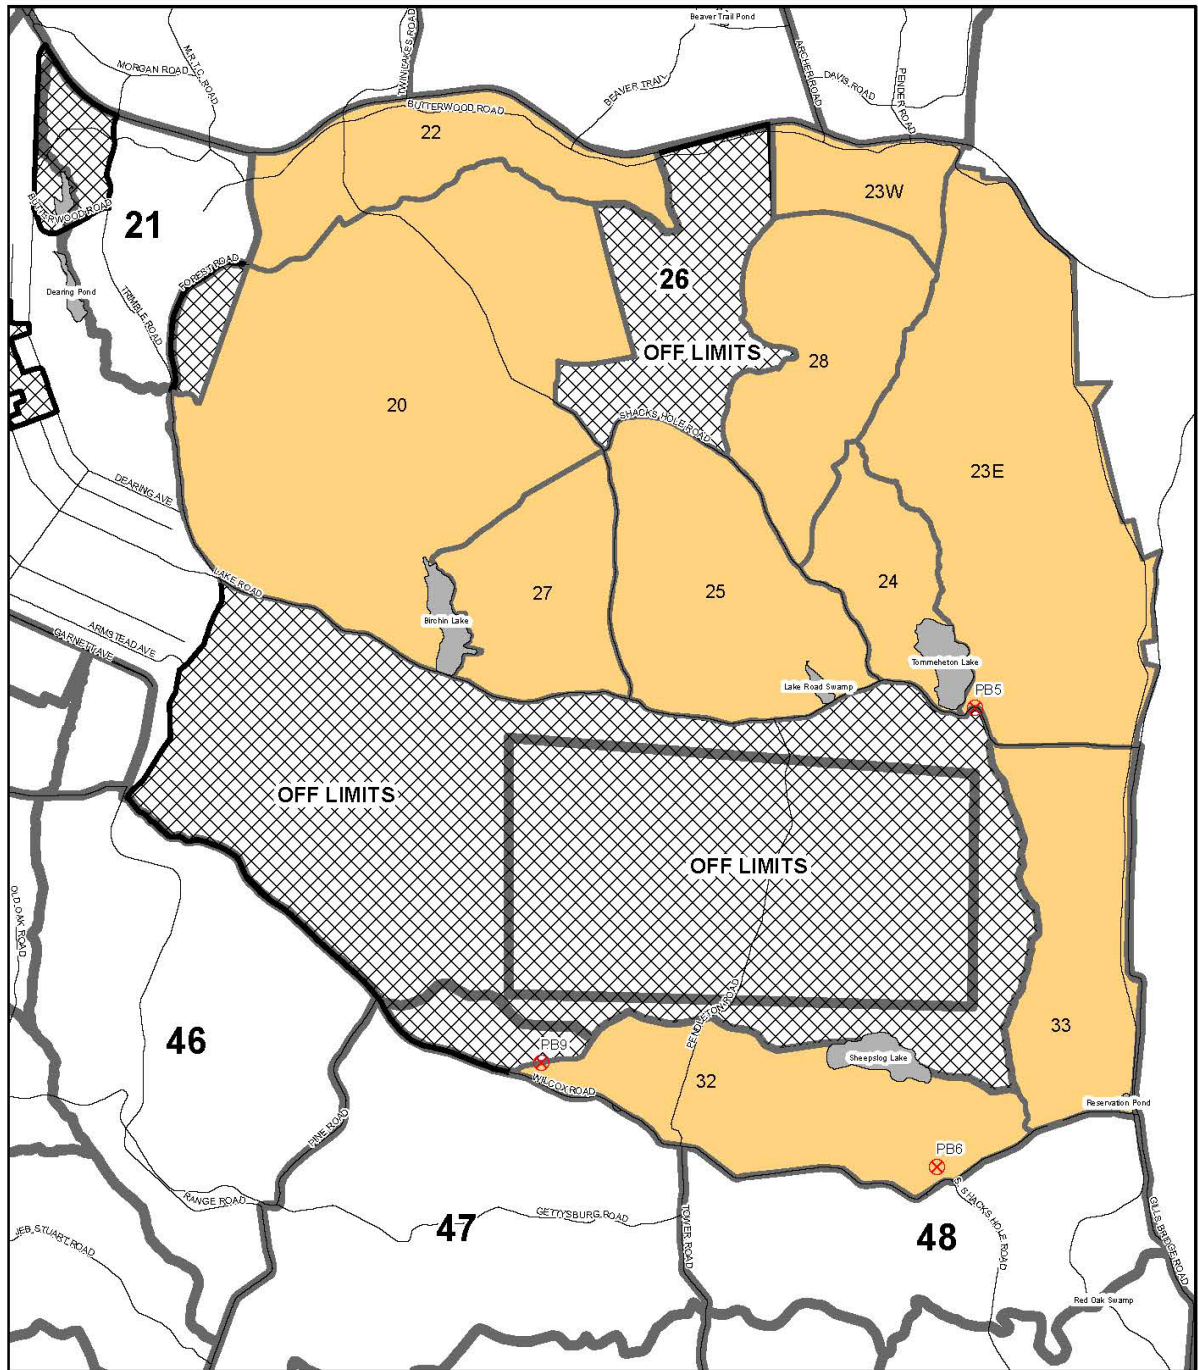 Beaver Trail Pond
MORGAN ROAD
M.R.T.C. ROAD
TWIN LAKES ROAD
BEAVER TRAIL
ARCHER ROAD
DAVIS ROAD
PENDER ROAD
BUTTERWOOD ROAD
22
23W
BUTTERWOOD ROAD
21
FOREST ROAD
26
Dearing Pond
TRIMBLE ROAD
OFF LIMITS
28
20
SHACKS HOLE ROAD
23E
DEARING AVE
LAKE ROAD
27
25
24
ARMSTEAD AVE
GARNETT AVE
Birchin Lake
Tommeheton Lake
Lake Road Swamp
PB5
OFF LIMITS
OFF LIMITS
OLD OAK ROAD
PENDLETON ROAD
46
PB9
33
Sheepslog Lake
WILCOX ROAD
32
Reservation Pond
PINE ROAD
PB6
RANGE ROAD
GETTYSBURG ROAD
47
TOWER ROAD
48
S. SHACKS HOLE ROAD
GILLS BRIDGE ROAD
JEB STUART ROAD
Red Oak Swamp